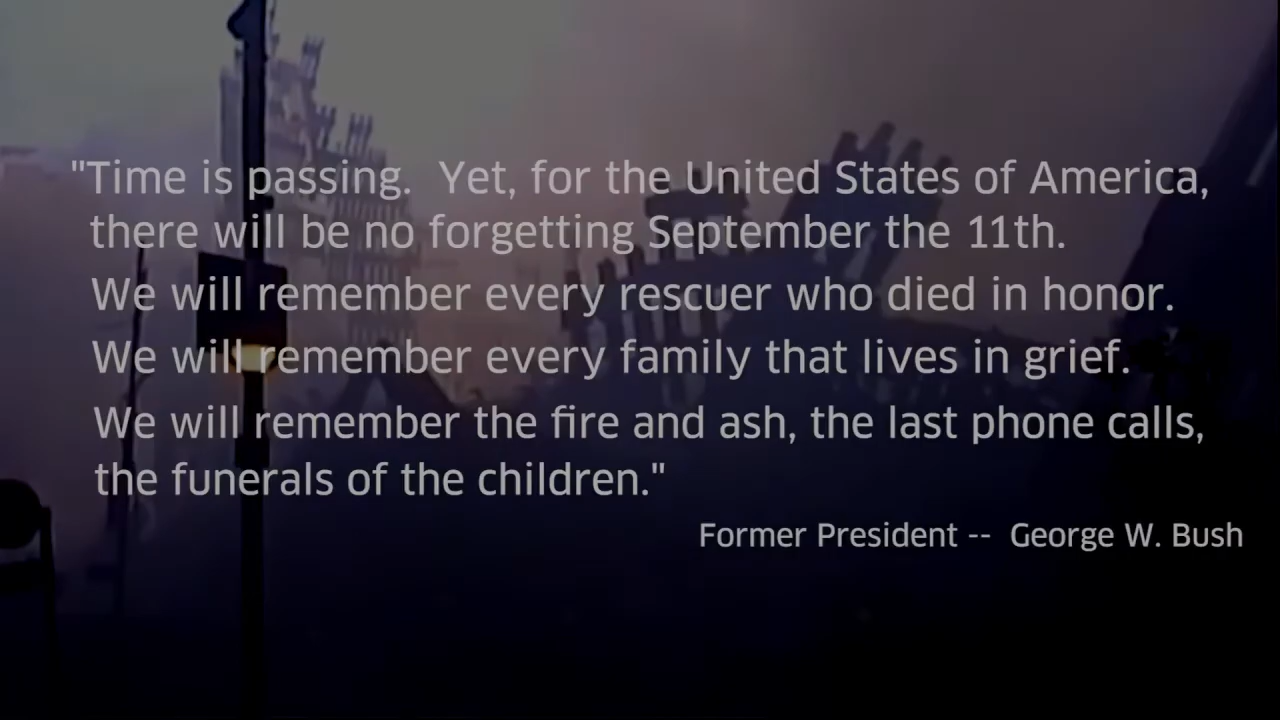 "Time is passing. Yet, for the United States of America,
there will be no forgetting September the 11th.
We will remember every rescuer who died in honor.
We will remember every family that lives in grief.
We will remember the fire and ash, the last phone calls,
the funerals of the children."
Former President -- George W. Bush